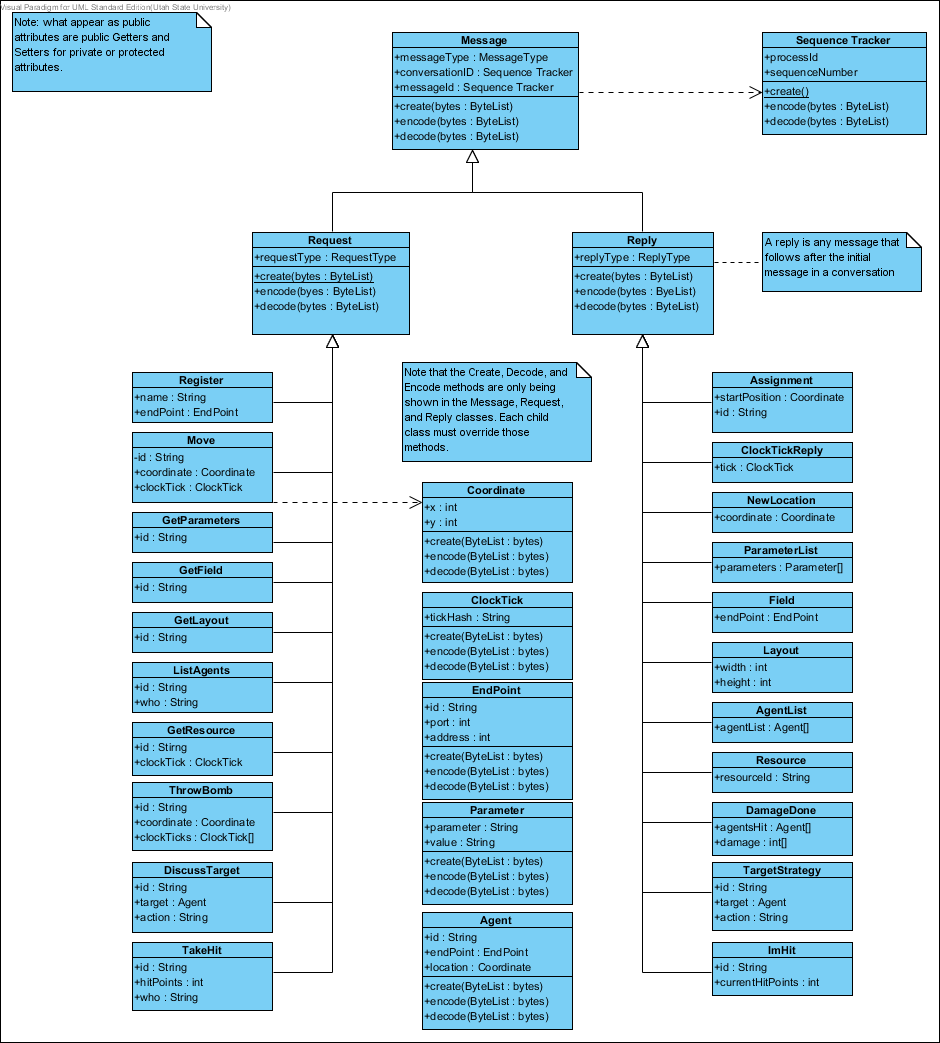 Visual Paradigm for UML Standard Edition(Utah State University)
Note: what appear as public
attributes are public Getters and
Setters for private or protected
attributes.
Message
+messageType : MessageType
+conversationID : Sequence Tracker
+messageId : Sequence Tracker
+create(bytes : ByteList)
+encode(bytes : ByteList)
+decode(bytes : ByteList)
Sequence Tracker
+processId
+sequenceNumber
+create()
+encode(bytes : ByteList)
+decode(bytes : ByteList)
Request
+requestType : RequestType
+create(bytes : ByteList)
+encode(byes : ByteList)
+decode(bytes : ByteList)
Reply
+replyType : ReplyType
+create(bytes : ByteList)
+encode(bytes : ByeList)
+decode(bytes : ByteList)
A reply is any message that
follows after the initial
message in a conversation
Note that the Create, Decode, and
Encode methods are only being
shown in the Message, Request,
and Reply classes. Each child
class must override those
methods.
Register
+name : String
+endPoint : EndPoint
Move
-id : String
+coordinate : Coordinate
+clockTick : ClockTick
GetParameters
+id : String
GetField
+id : String
GetLayout
+id : String
ListAgents
+id : String
+who : String
GetResource
+id : Stirng
+clockTick : ClockTick
ThrowBomb
+id : String
+coordinate : Coordinate
+clockTicks : ClockTick[]
DiscussTarget
+id : String
+target : Agent
+action : String
TakeHit
+id : String
+hitPoints : int
+who : String
Coordinate
+x : int
+y : int
+create(ByteList : bytes)
+encode(ByteList : bytes)
+decode(ByteList : bytes)
ClockTick
+tickHash : String
+create(ByteList : bytes)
+encode(ByteList : bytes)
+decode(ByteList : bytes)
EndPoint
+id : String
+port : int
+address : int
+create(ByteList : bytes)
+encode(ByteList : bytes)
+decode(ByteList : bytes)
Parameter
+parameter : String
+value : String
+create(ByteList : bytes)
+encode(ByteList : bytes)
+decode(ByteList : bytes)
Agent
+id : String
+endPoint : EndPoint
+location : Coordinate
+create(ByteList : bytes)
+encode(ByteList : bytes)
+decode(ByteList : bytes)
Assignment
+startPosition : Coordinate
+id : String
ClockTickReply
+tick : ClockTick
NewLocation
+coordinate : Coordinate
ParameterList
+parameters : Parameter[]
Field
+endPoint : EndPoint
Layout
+width : int
+height : int
AgentList
+agentList : Agent[]
Resource
+resourceId : String
DamageDone
+agentsHit : Agent[]
+damage : int[]
TargetStrategy
+id : String
+target : Agent
+action : String
ImHit
+id : String
+currentHitPoints : int